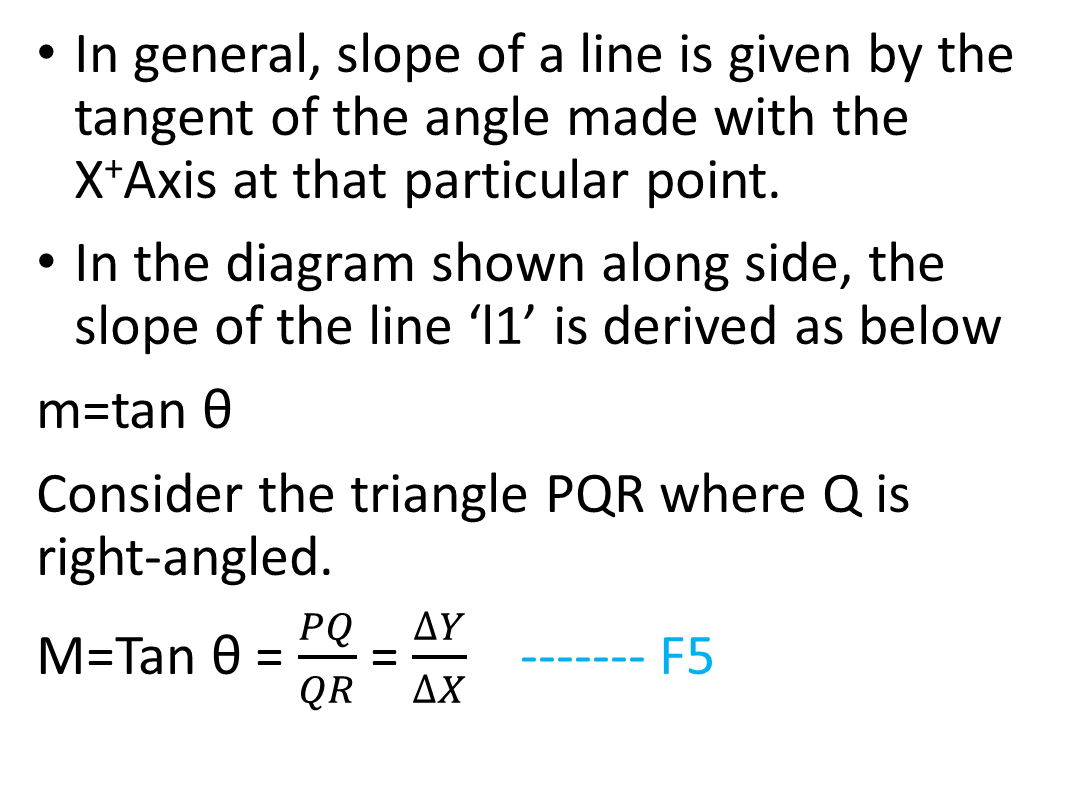 • In general, slope of a line is given by the
tangent of the angle made with the
X⁺Axis at that particular point.
• In the diagram shown along side, the
slope of the line ‘l1’ is derived as below
m=tan θ
Consider the triangle PQR where Q is
right-angled.
M=Tan θ = PQ/QR = ΔY/ΔX ------- F5